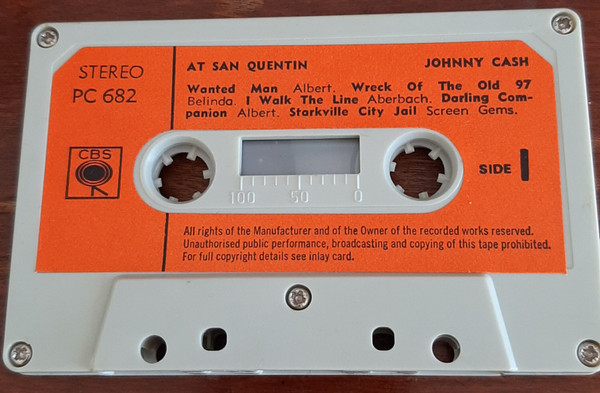 STEREO
PC 682
CBS
AT SAN QUENTIN
JOHNNY CASH
Wanted Man Albert. Wreck Of The Old 97
Belinda. I Walk The Line Aberbach. Darling Com-
panion Albert. Starkville City Jail Screen Gems.
100 50 0
SIDE 1
All rights of the Manufacturer and of the Owner of the recorded works reserved.
Unauthorised public performance, broadcasting and copying of this tape prohibited.
For full copyright details see inlay card.